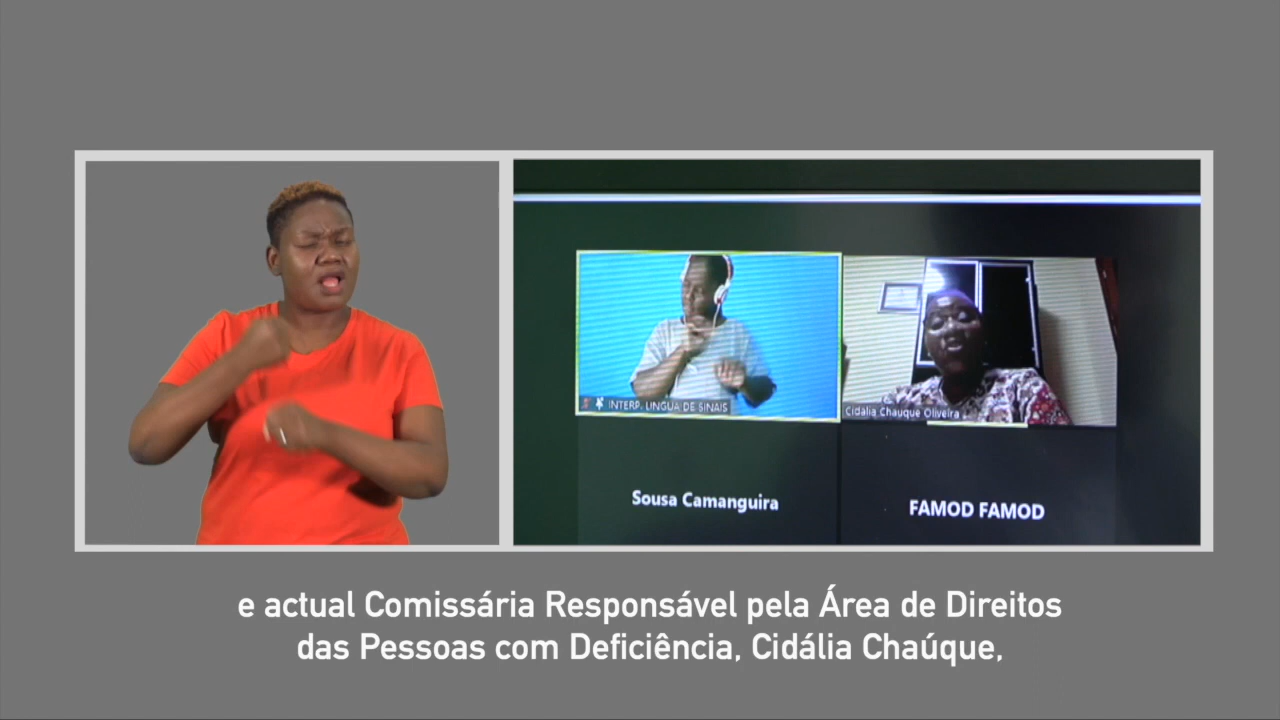 INTERP. LINGUA DE SINAIS
Cidália Chauque Oliveira
Sousa Camanguira
FAMOD FAMOD
e actual Comissária Responsável pela Área de Direitos
das Pessoas com Deficiência, Cidália Chaúque,